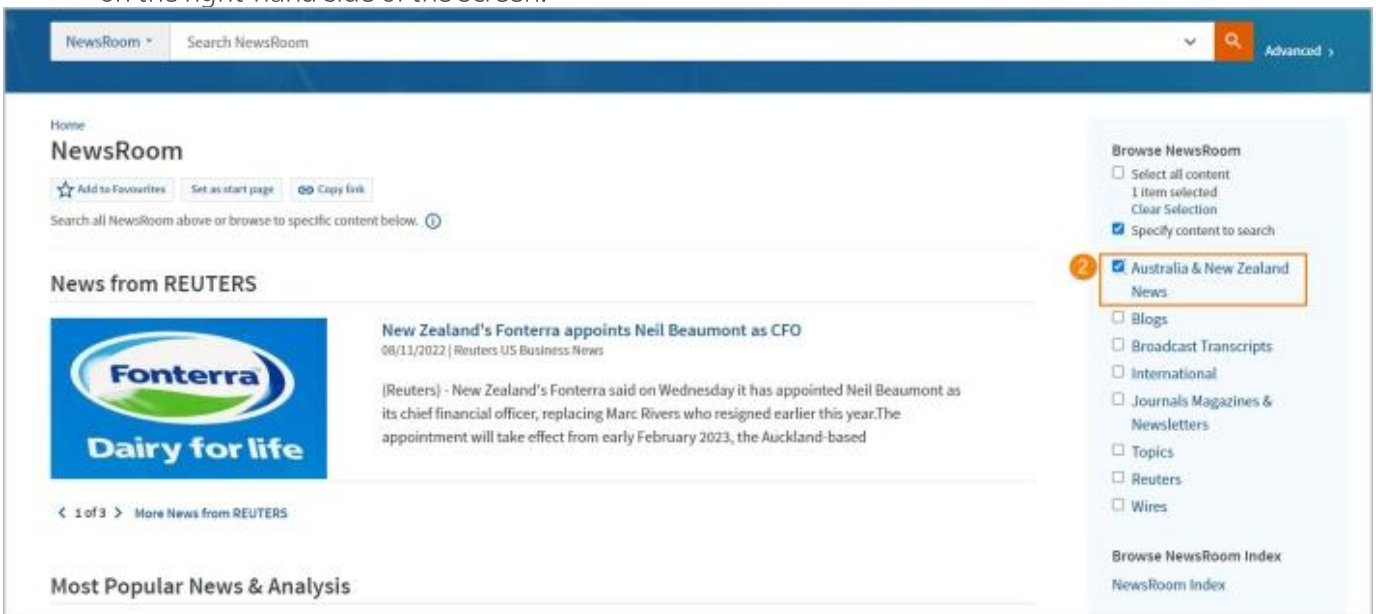 on the right-hand side of the screen.
NewsRoom Search NewsRoom Advanced >
Home
NewsRoom
Add to Favourites Set as start page Copy link
Search all NewsRoom above or browse to specific content below.
News from REUTERS
Fonterra
Dairy for life
New Zealand's Fonterra appoints Neil Beaumont as CFO
08/11/2022 | Reuters US Business News
(Reuters) - New Zealand's Fonterra said on Wednesday it has appointed Neil Beaumont as
its chief financial officer, replacing Marc Rivers who resigned earlier this year.The
appointment will take effect from early February 2023, the Auckland-based
< 1 of 3 > More News from REUTERS
Most Popular News & Analysis
Browse NewsRoom
Select all content
1 item selected
Clear Selection
Specify content to search
2 Australia & New Zealand
News
Blogs
Broadcast Transcripts
International
Journals Magazines &
Newsletters
Topics
Reuters
Wires
Browse NewsRoom Index
NewsRoom Index